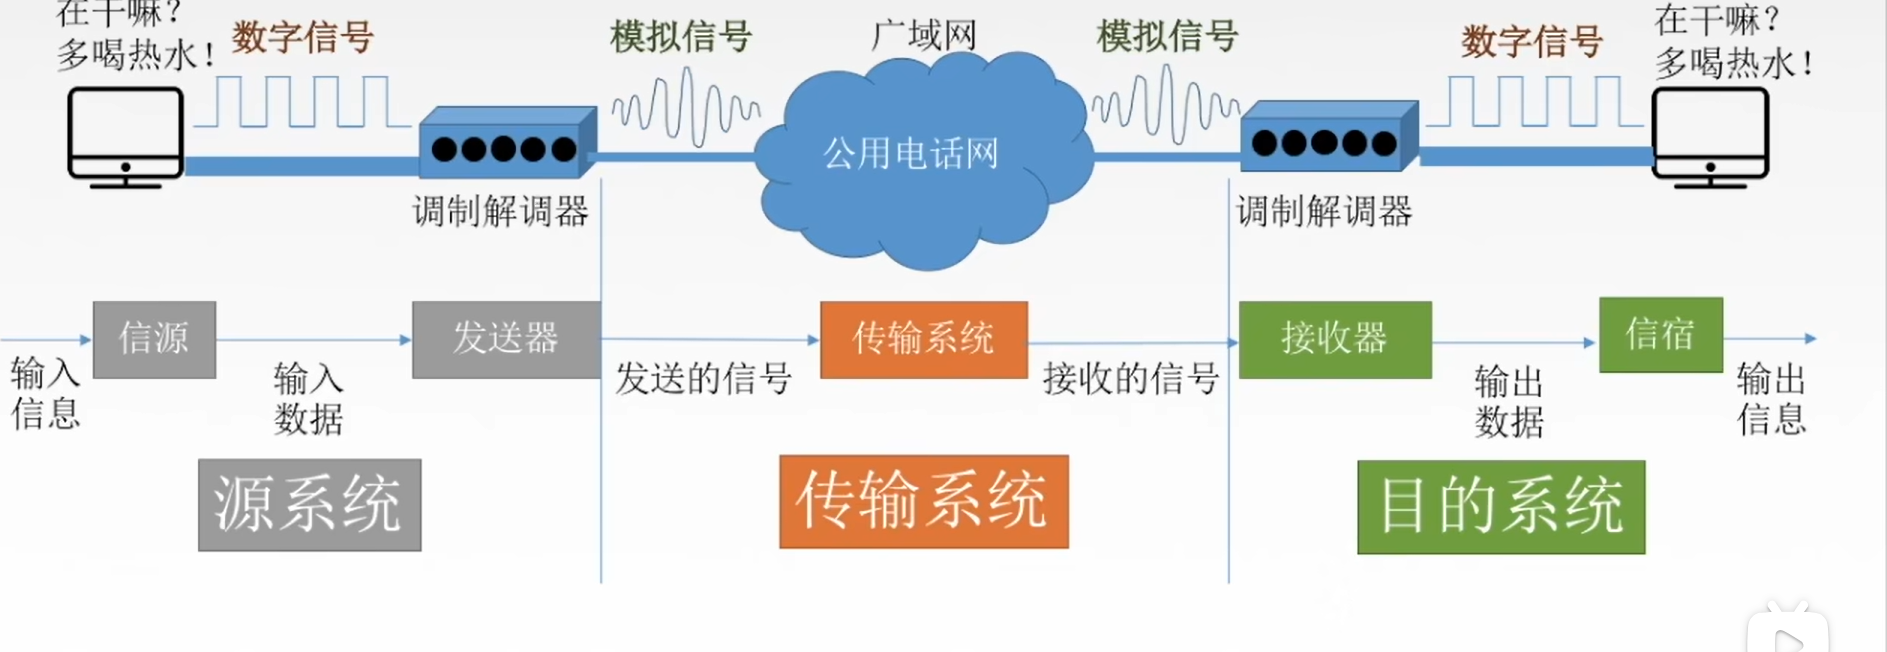 在干嘛？
多喝热水！
数字信号
模拟信号
广域网
模拟信号
数字信号
在干嘛？
多喝热水！
公用电话网
调制解调器
调制解调器
信源
发送器
传输系统
接收器
信宿
输入
信息
输入
数据
发送的信号
接收的信号
输出
数据
输出
信息
源系统
传输系统
目的系统